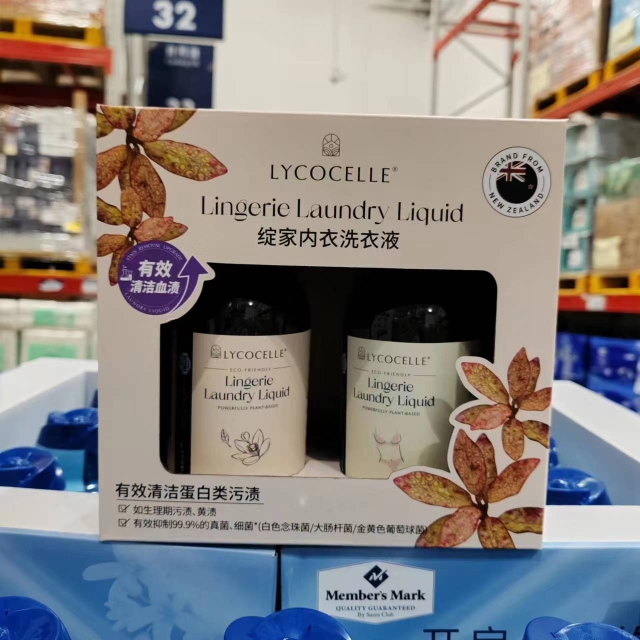 32
LYCOCELLE®
Lingerie Laundry Liquid
绽家内衣洗衣液
BRAND FROM
NEW ZEALAND
有效
清洁血渍
LYCOCELLE®
ECO-FRIENDLY
Lingerie
Laundry Liquid
POWERFULLY PLANT-BASED
LYCOCELLE®
ECO-FRIENDLY
Lingerie
Laundry Liquid
POWERFULLY PLANT-BASED
有效清洁蛋白类污渍
如生理期污渍、黄渍
有效抑制99.9%的真菌、细菌*(白色念珠菌/大肠杆菌/金黄色葡萄球菌)
Member's Mark
QUALITY GUARANTEED
By Sam's Club